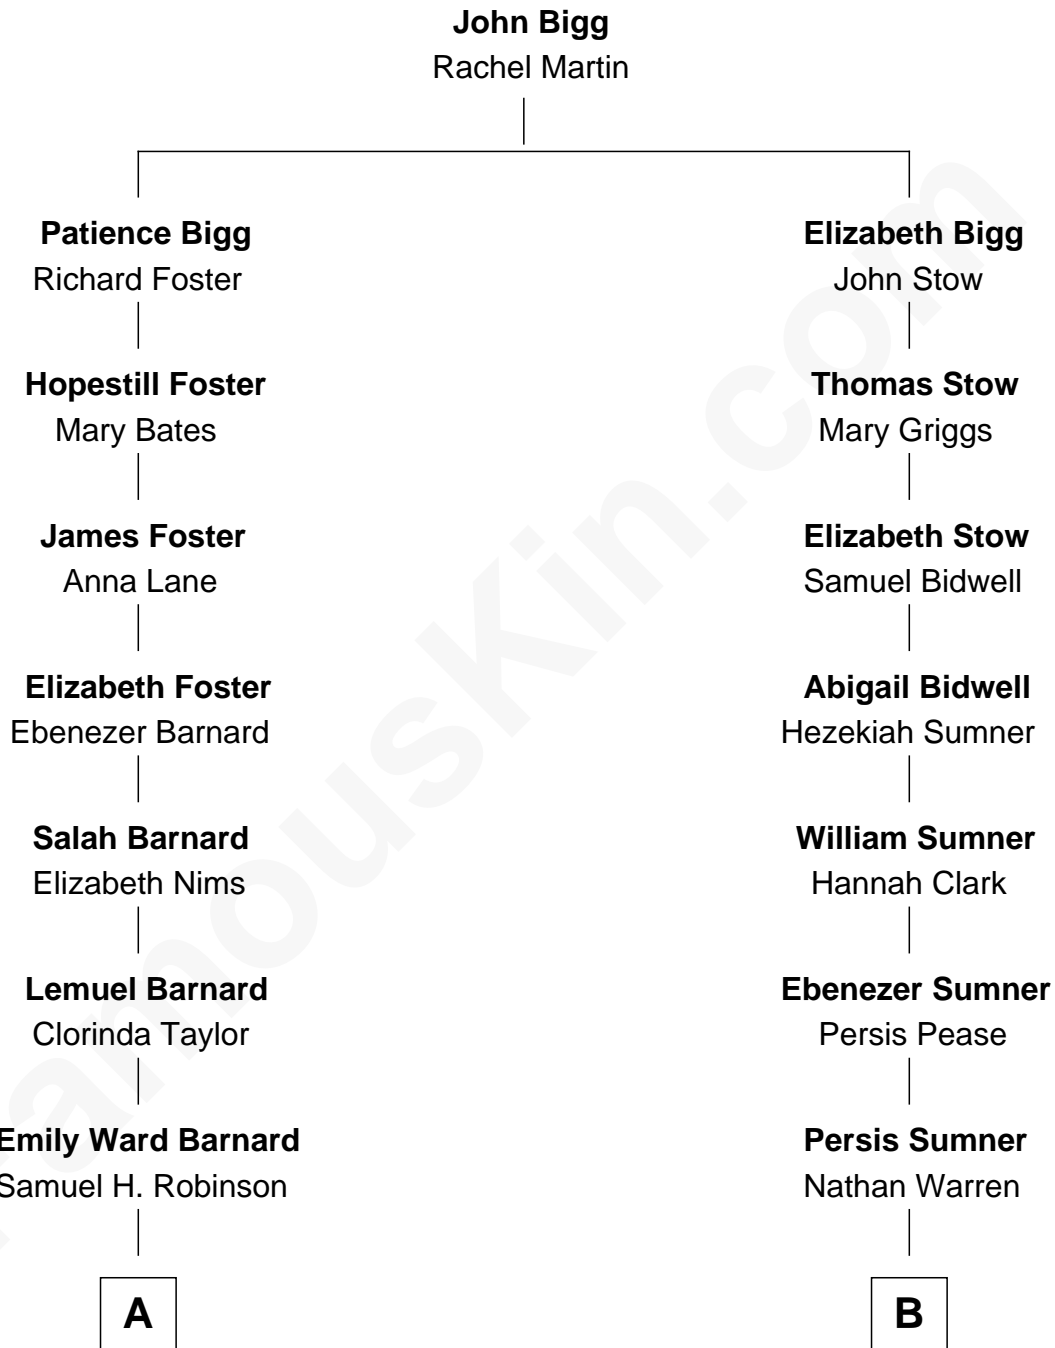 John Bigg
Rachel Martin
Patience Bigg
Richard Foster
Elizabeth Bigg
John Stow
Hopestill Foster
Mary Bates
Thomas Stow
Mary Griggs
James Foster
Anna Lane
Elizabeth Stow
Samuel Bidwell
Elizabeth Foster
Ebenezer Barnard
Abigail Bidwell
Hezekiah Sumner
Salah Barnard
Elizabeth Nims
William Sumner
Hannah Clark
Lemuel Barnard
Clorinda Taylor
Ebenezer Sumner
Persis Pease
Emily Ward Barnard
Samuel H. Robinson
Persis Sumner
Nathan Warren
A
B
FamousKin.com